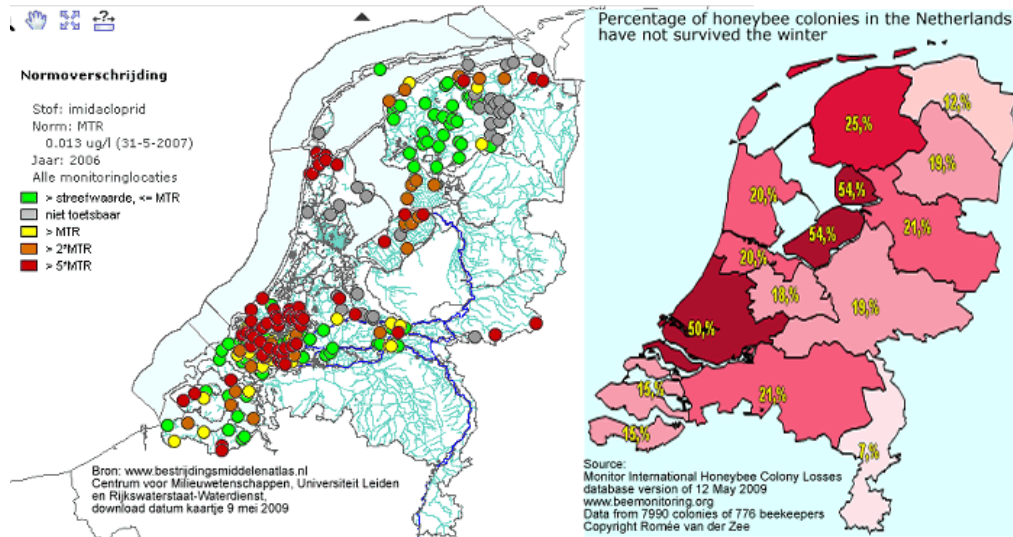 Normoverschrijding
Stof: imidacloprid
Norm: MTR
0.013 ug/l (31-5-2007)
Jaar: 2006
Alle monitoringlocaties
> streefwaarde, <= MTR
niet toetsbaar
> MTR
> 2*MTR
> 5*MTR
Bron: www.bestrijdingsmiddelenatlas.nl
Centrum voor Milieuwetenschappen, Universiteit Leiden
en Rijkswaterstaat-Waterdienst,
download datum kaartje 9 mei 2009
Percentage of honeybee colonies in the Netherlands
have not survived the winter
12,%
25,%
19,%
54,%
20,%
54,%
21,%
20,%
18,%
19,%
50,%
15,%
21,%
15,%
7,%
Source:
Monitor International Honeybee Colony Losses
database version of 12 May 2009
www.beemonitoring.org
Data from 7990 colonies of 776 beekeepers
Copyright Romée van der Zee